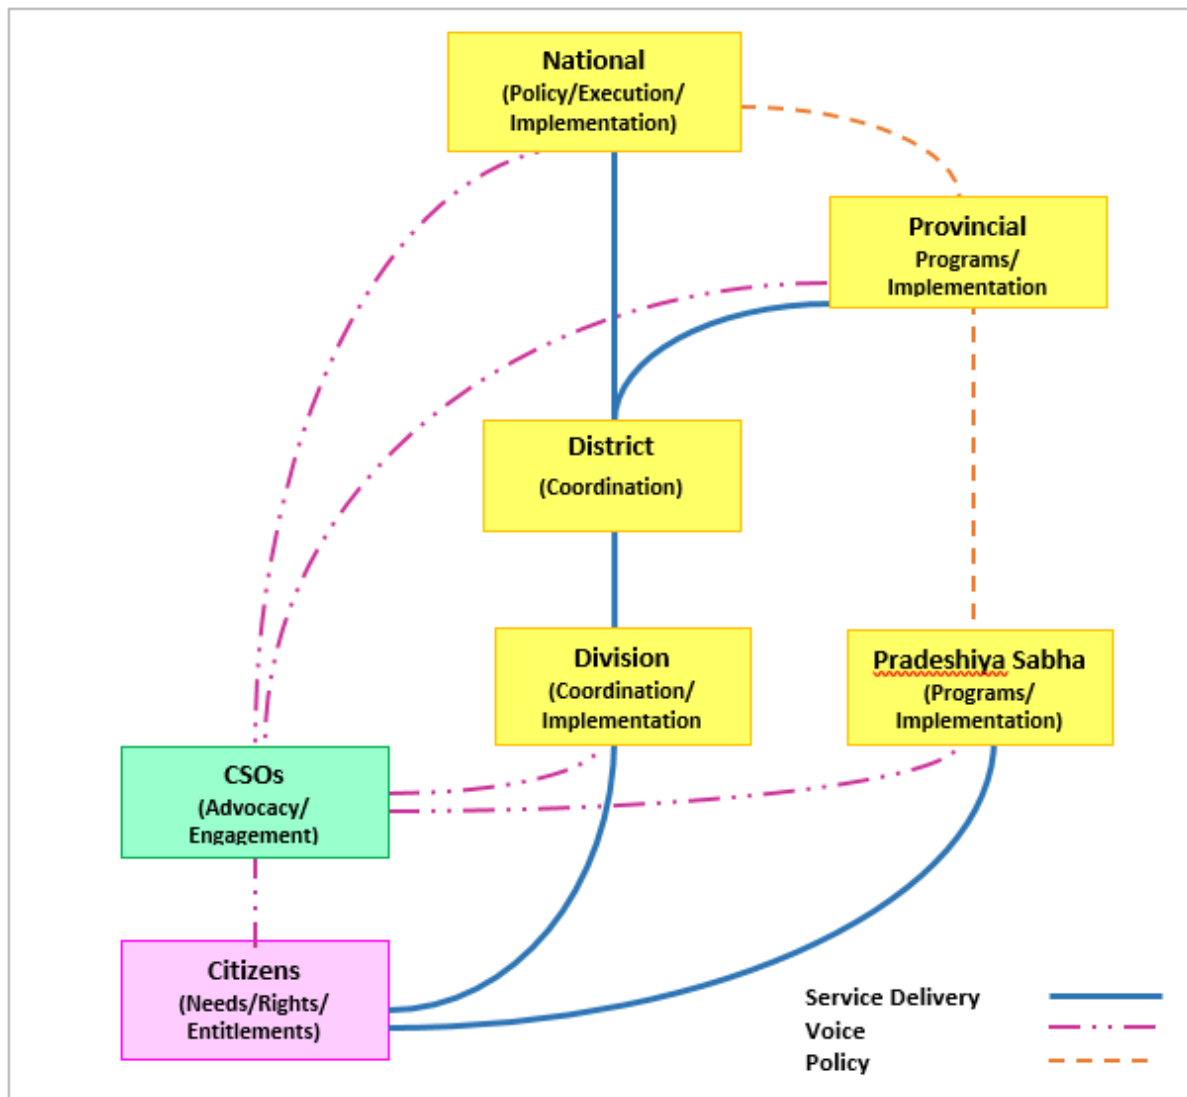 National
(Policy/Execution/
Implementation)
Provincial
Programs/
Implementation
District
(Coordination)
Division
(Coordination/
Implementation
Pradeshiya Sabha
(Programs/
Implementation)
CSOs
(Advocacy/
Engagement)
Citizens
(Needs/Rights/
Entitlements)
Service Delivery
Voice
Policy